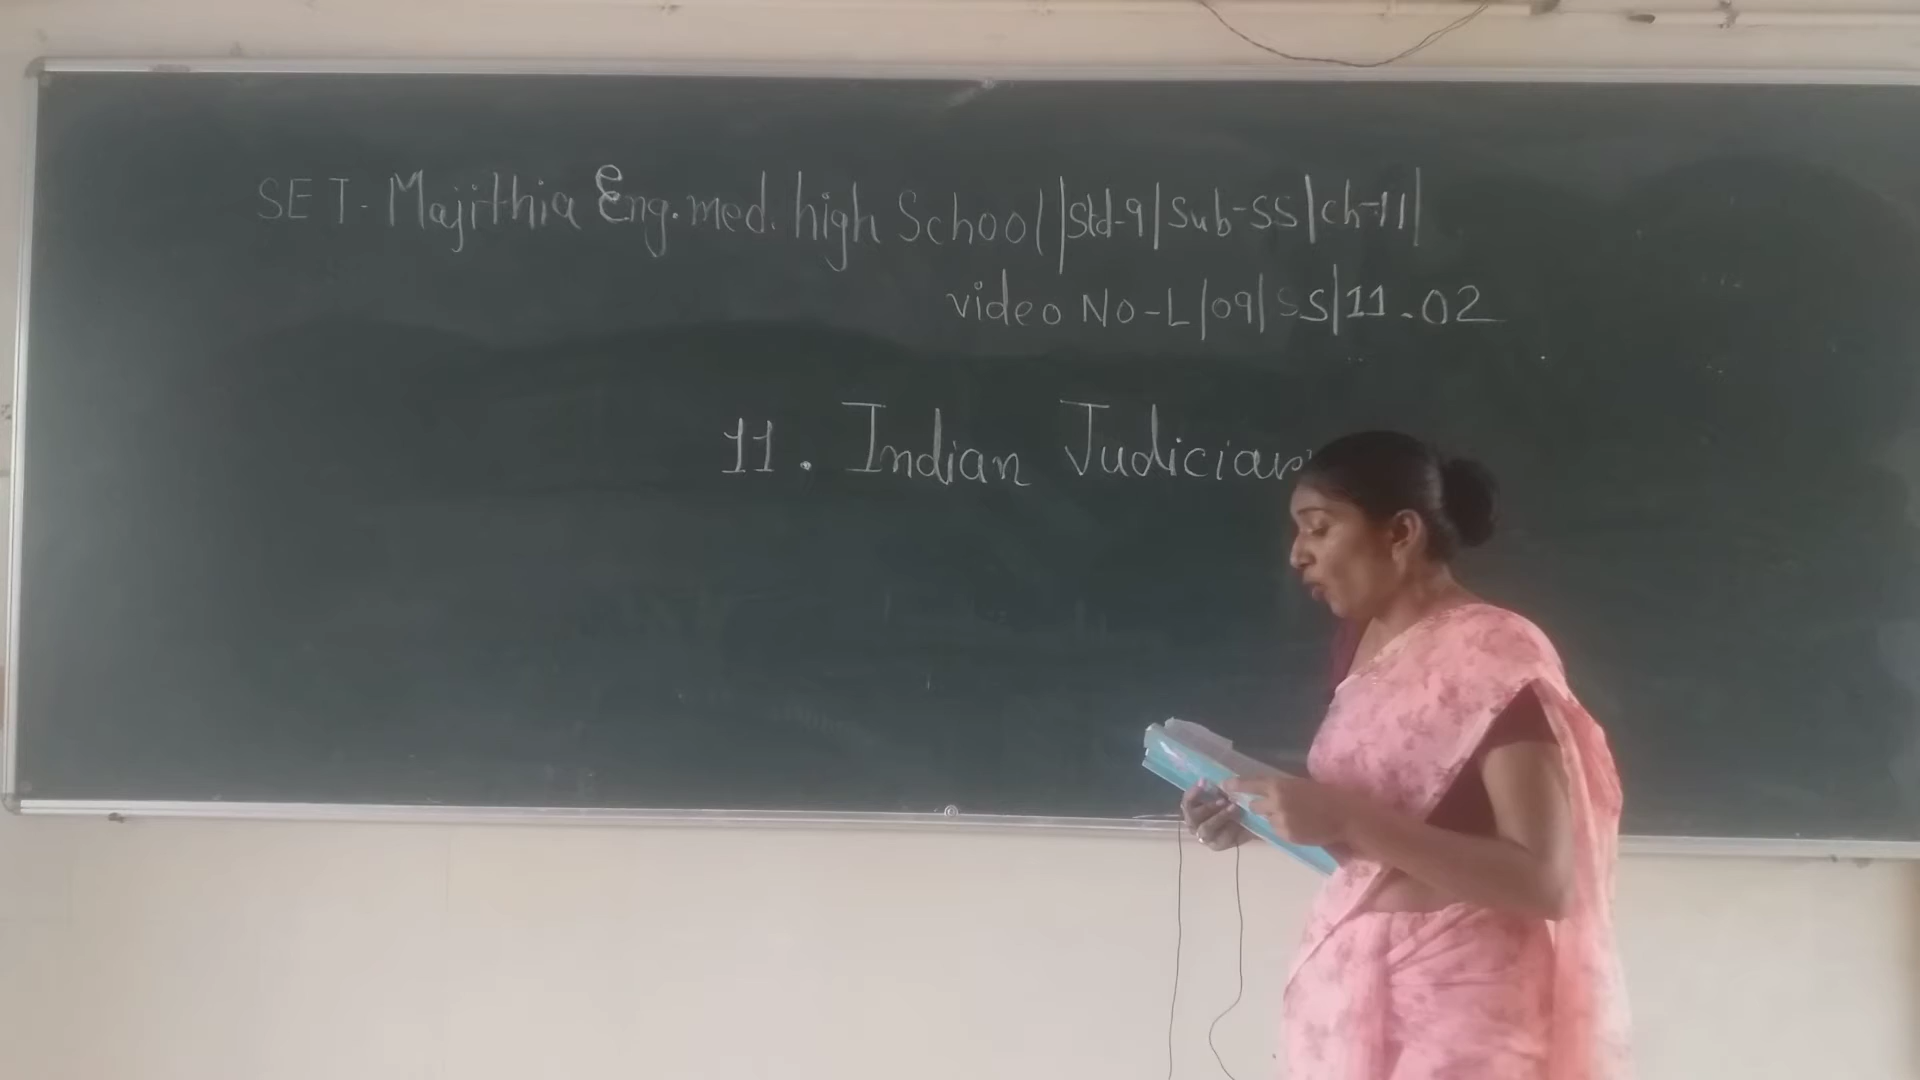 SET-Majithia Eng.med. high School | Std-9 | Sub-SS | ch-11 |
video No-L/09/SS/11.02
11. Indian Judiciary